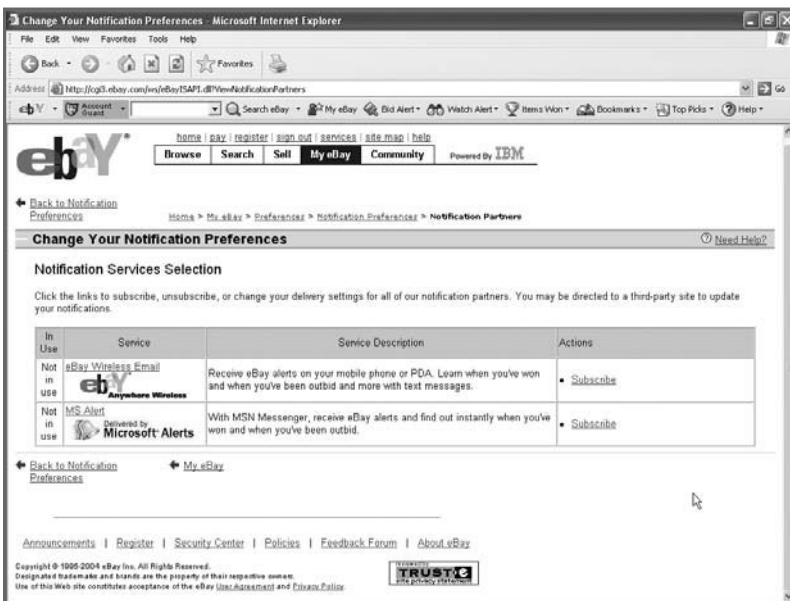 Change Your Notification Preferences - Microsoft Internet Explorer
File Edit View Favorites Tools Help
Back Favorites
Address http://cgi3.ebay.com/ws/eBayISAPI.dll?ViewNotificationPartners Go
ebY Account Guard Search eBay My eBay Bid Alert Watch Alert Items Won Bookmarks Top Picks Help
home | pay | register | sign out | services | site map | help
ebaY
Browse Search Sell My eBay Community Powered By IBM
Back to Notification
Preferences
Home > My eBay > Preferences > Notification Preferences > Notification Partners
Change Your Notification Preferences Need Help?
Notification Services Selection
Click the links to subscribe, unsubscribe, or change your delivery settings for all of our notification partners. You may be directed to a third-party site to update
your notifications.
In Use Service Service Description Actions
Not in use eBay Wireless Email
ebY
Anywhere Wireless
Receive eBay alerts on your mobile phone or PDA. Learn when you've won
and when you've been outbid and more with text messages.
Subscribe
Not in use MS Alert
Delivered by
Microsoft Alerts
With MSN Messenger, receive eBay alerts and find out instantly when you've
won and when you've been outbid.
Subscribe
Back to Notification
Preferences
My eBay
Announcements | Register | Security Center | Policies | Feedback Forum | About eBay
Copyright © 1995-2004 eBay Inc. All Rights Reserved.
Designated trademarks and brands are the property of their respective owners.
Use of this Web site constitutes acceptance of the eBay User Agreement and Privacy Policy.
TRUSTe
site privacy statement